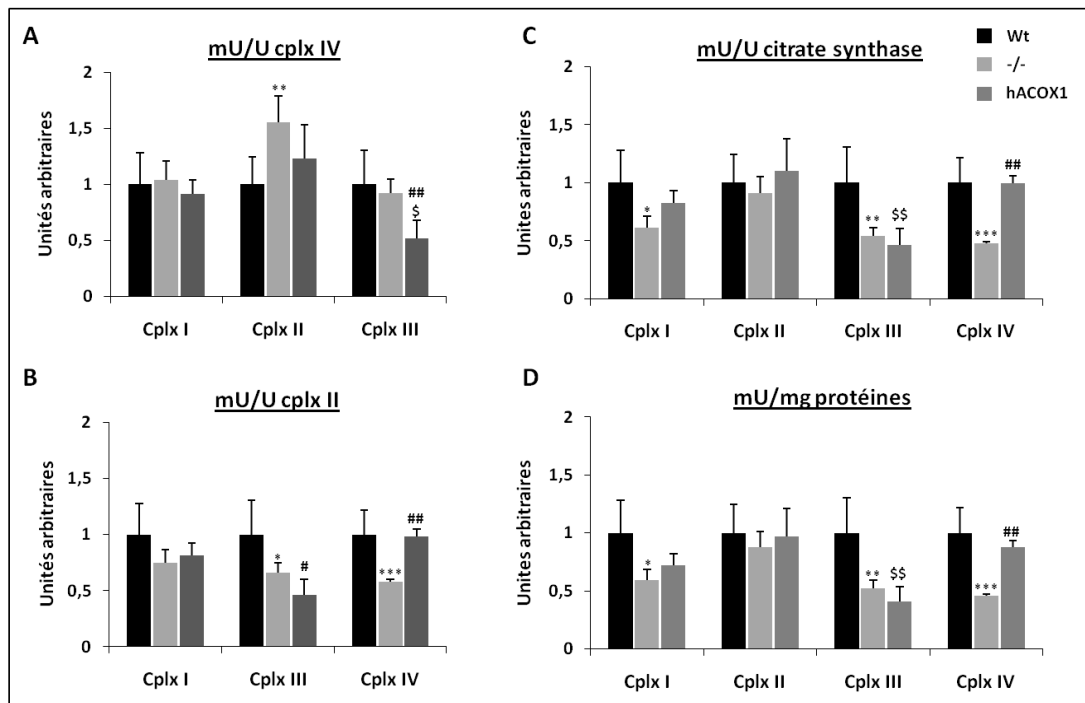 A
mU/U cplx IV
Unités arbitraires
2
1,5
1
0,5
0
**
##
$
Cplx I Cplx II Cplx III
B
mU/U cplx II
Unités arbitraires
2
1,5
1
0,5
0
*
#
***
##
Cplx I Cplx III Cplx IV
C
mU/U citrate synthase
Wt
-/-
hACOX1
Unités arbitraires
2
1,5
1
0,5
0
*
**
$$
***
##
Cplx I Cplx II Cplx III Cplx IV
D
mU/mg protéines
Unités arbitraires
2
1,5
1
0,5
0
*
**
$$
***
##
Cplx I Cplx II Cplx III Cplx IV